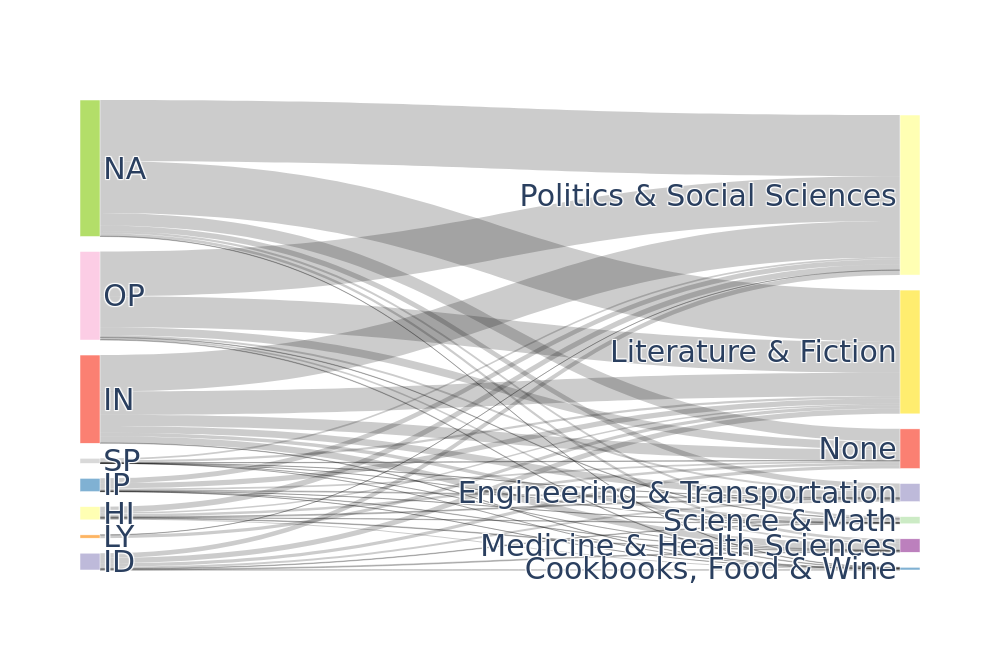 NA
OP
IN
SP
IP
HI
LY
ID
Politics & Social Sciences
Literature & Fiction
None
Engineering & Transportation
Science & Math
Medicine & Health Sciences
Cookbooks, Food & Wine